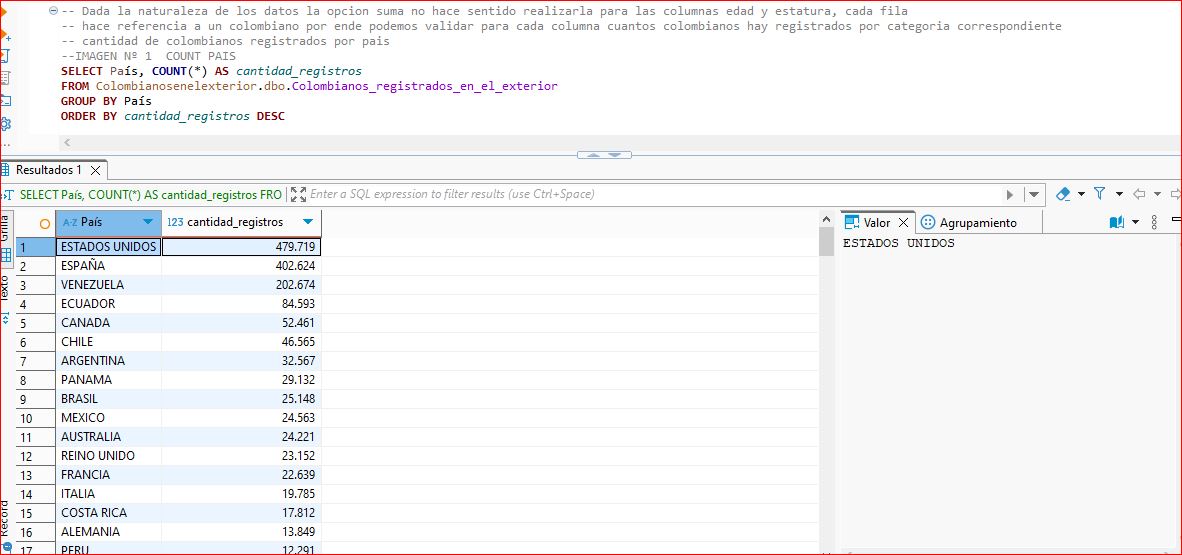 -- Dada la naturaleza de los datos la opcion suma no hace sentido realizarla para las columnas edad y estatura, cada fila
-- hace referencia a un colombiano por ende podemos validar para cada columna cuantos colombianos hay registrados por categoria correspondiente
-- cantidad de colombianos registrados por pais
--IMAGEN Nº 1  COUNT PAIS
SELECT País, COUNT(*) AS cantidad_registros
FROM Colombianosenelexterior.dbo.Colombianos_registrados_en_el_exterior
GROUP BY País
ORDER BY cantidad_registros DESC
Resultados 1
SELECT País, COUNT(*) AS cantidad_registros FRO Enter a SQL expression to filter results (use Ctrl+Space)
Grilla
Texto
Record
A-Z País 123 cantidad_registros
1 ESTADOS UNIDOS 479.719
2 ESPAÑA 402.624
3 VENEZUELA 202.674
4 ECUADOR 84.593
5 CANADA 52.461
6 CHILE 46.565
7 ARGENTINA 32.567
8 PANAMA 29.132
9 BRASIL 25.148
10 MEXICO 24.563
11 AUSTRALIA 24.221
12 REINO UNIDO 23.152
13 FRANCIA 22.639
14 ITALIA 19.785
15 COSTA RICA 17.812
16 ALEMANIA 13.849
17 PERU 12.291
Valor Agrupamiento
ESTADOS UNIDOS